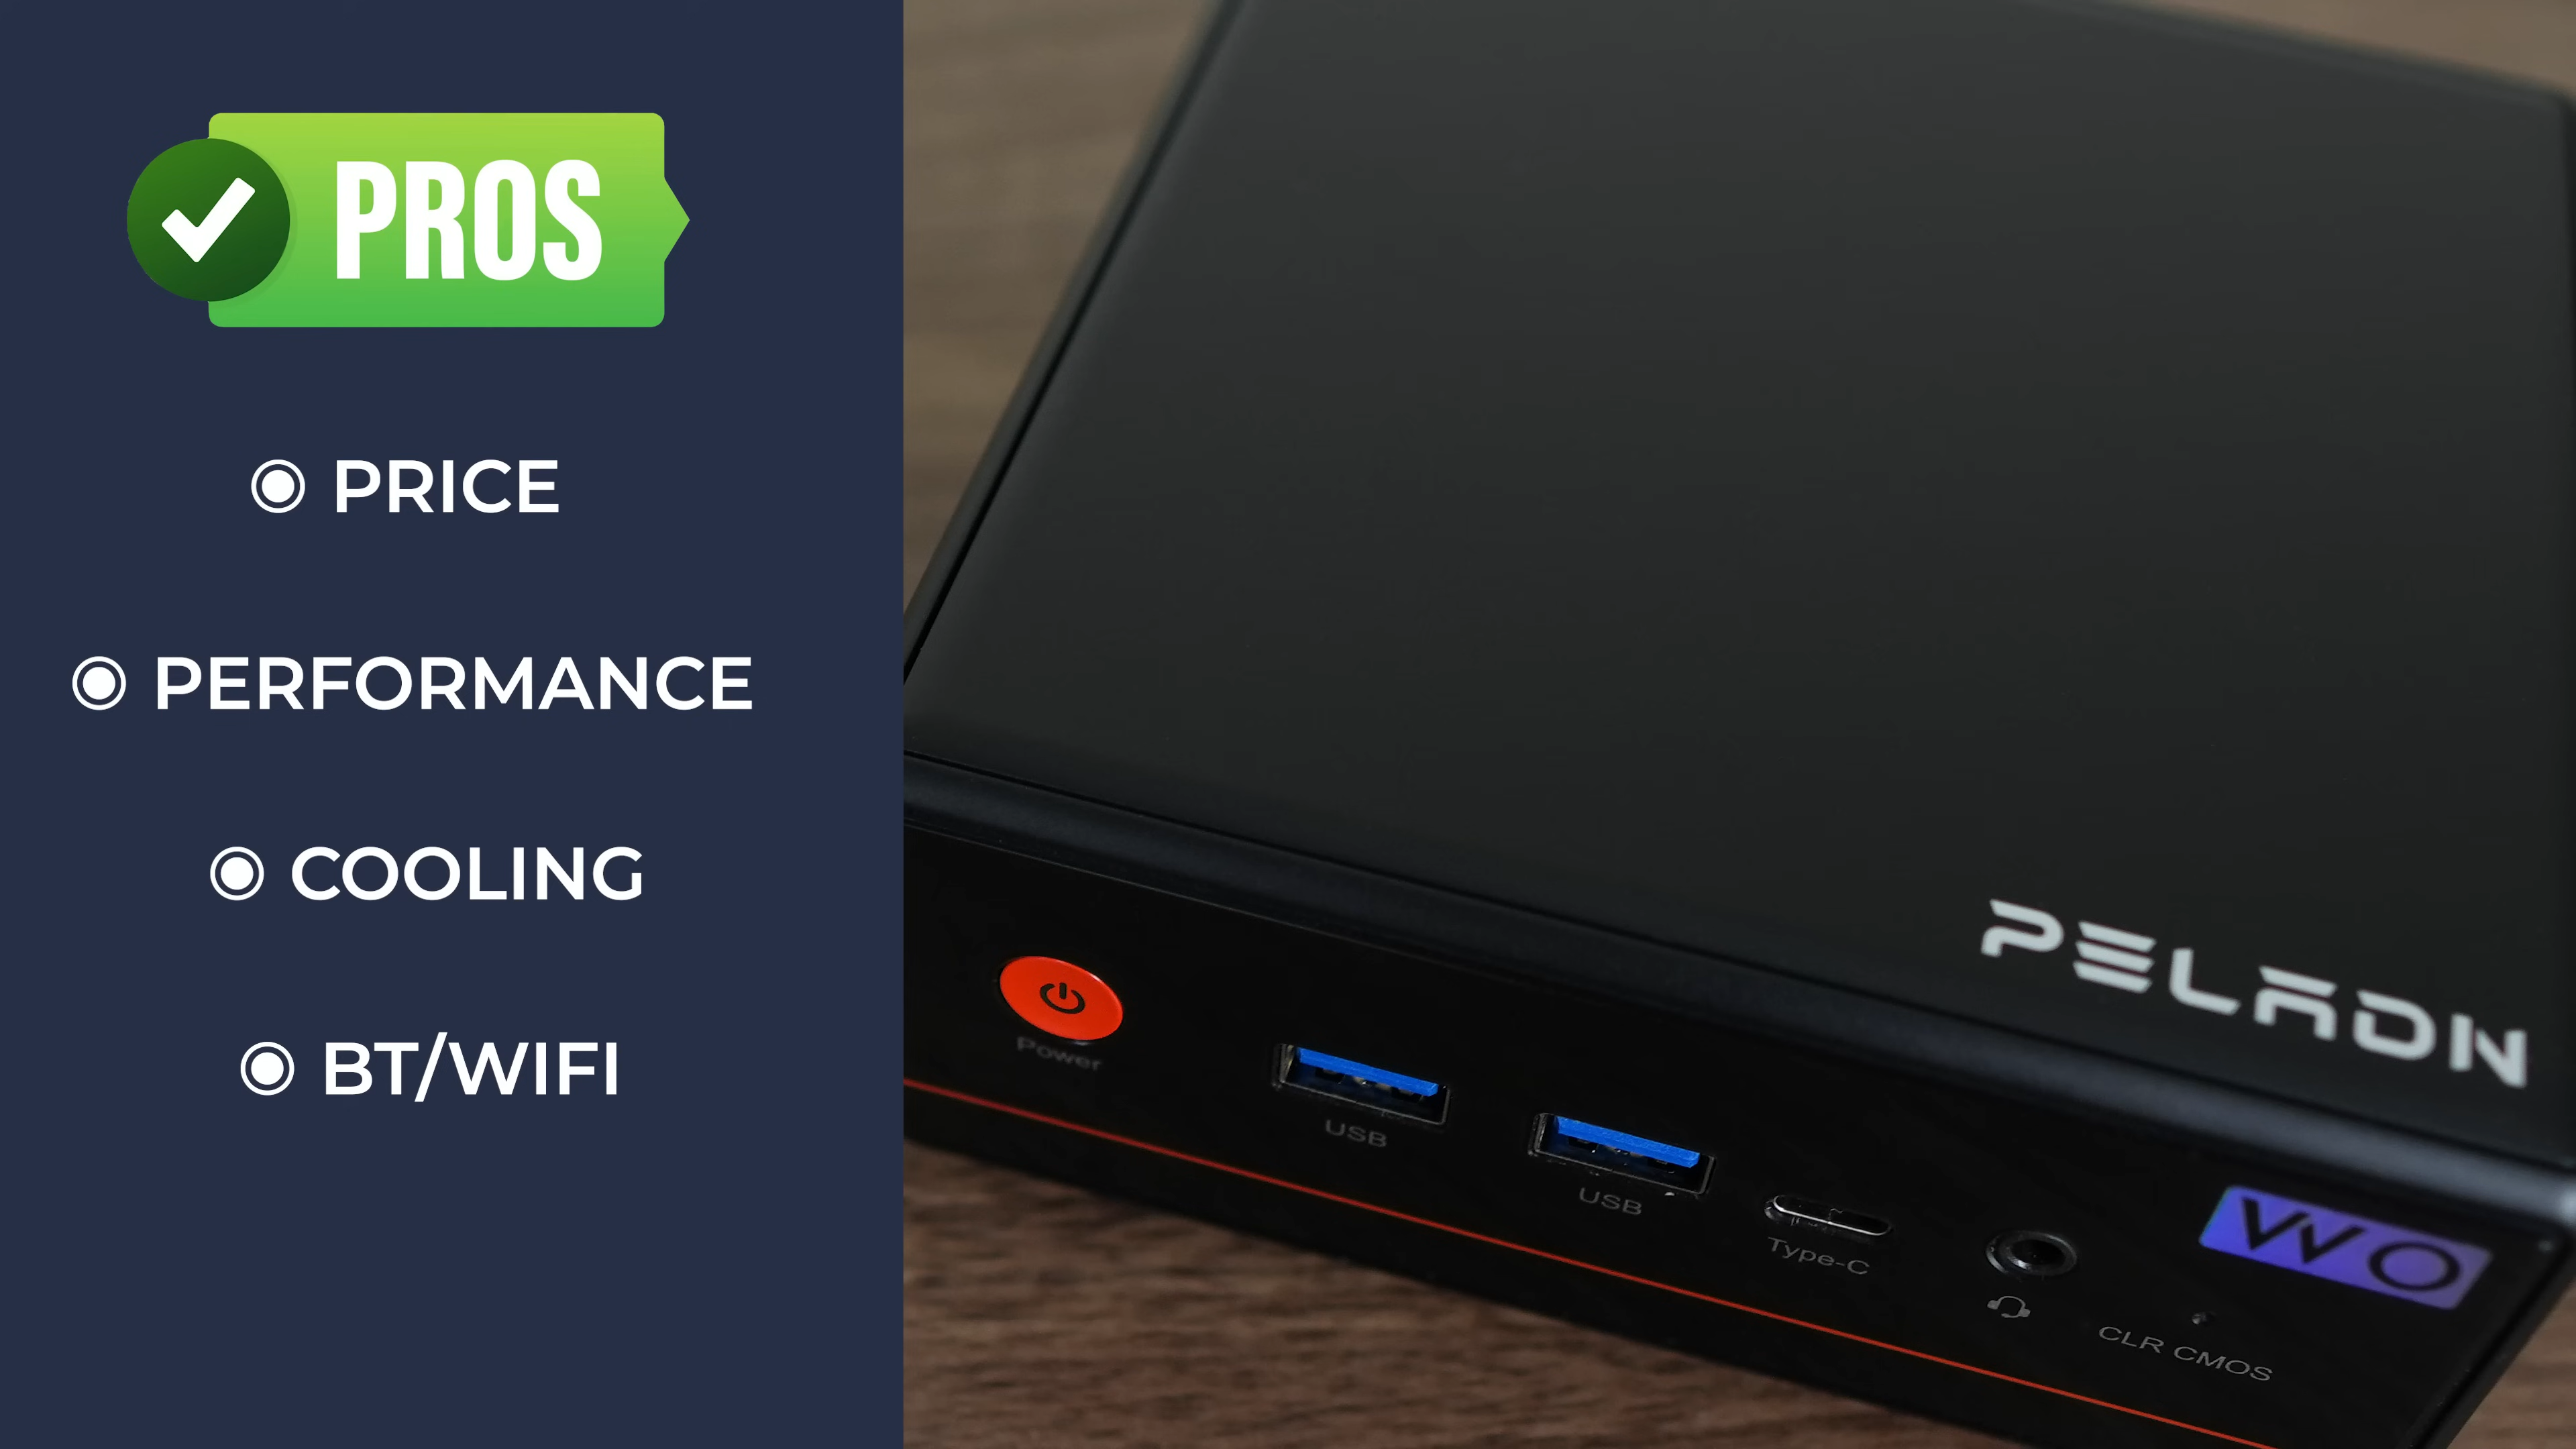 PROS
◉ PRICE
◉ PERFORMANCE
◉ COOLING
◉ BT/WIFI
PELADN
Power
USB
USB
Type-C
WO
CLR CMOS